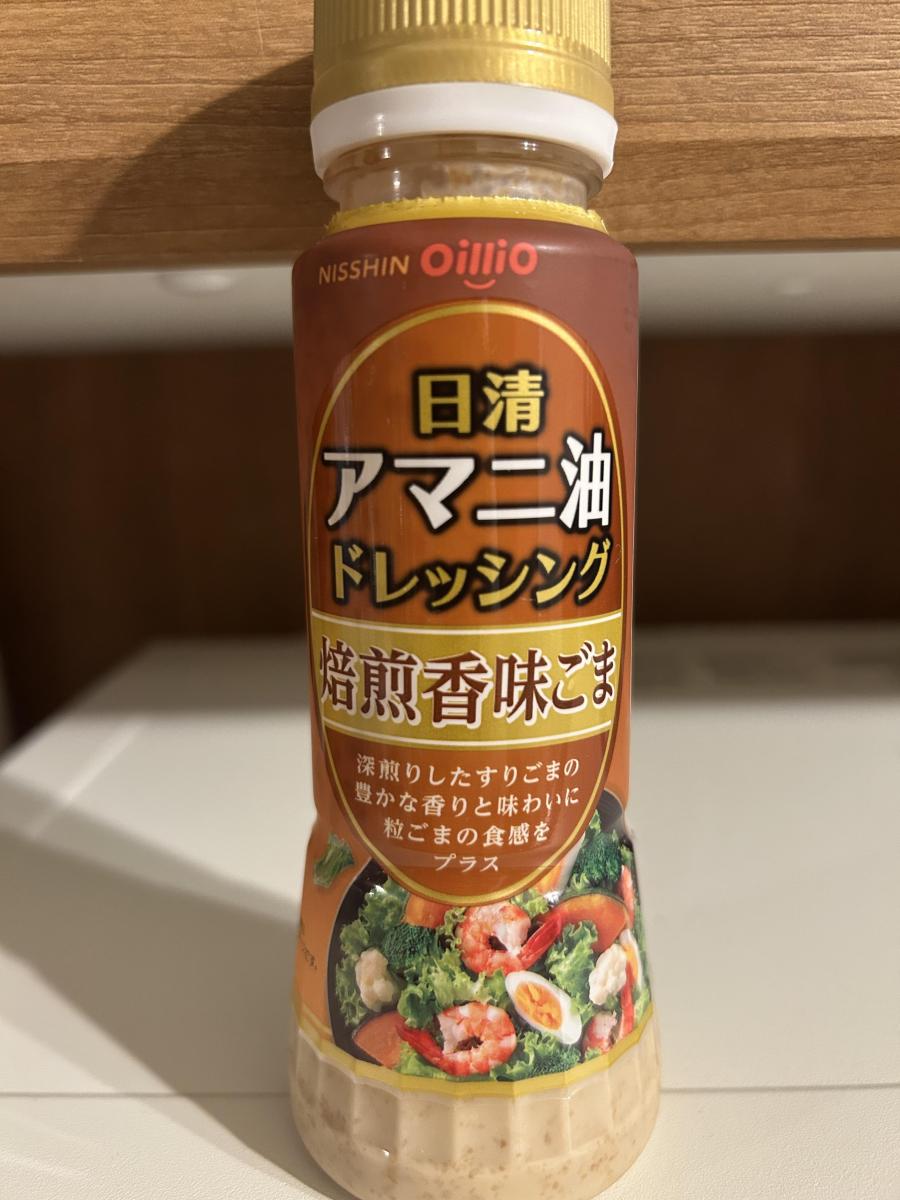 NISSHIN OilliO
日清
アマニ油
ドレッシング
焙煎香味ごま
深煎りしたすりごまの
豊かな香りと味わいに
粒ごまの食感を
プラス